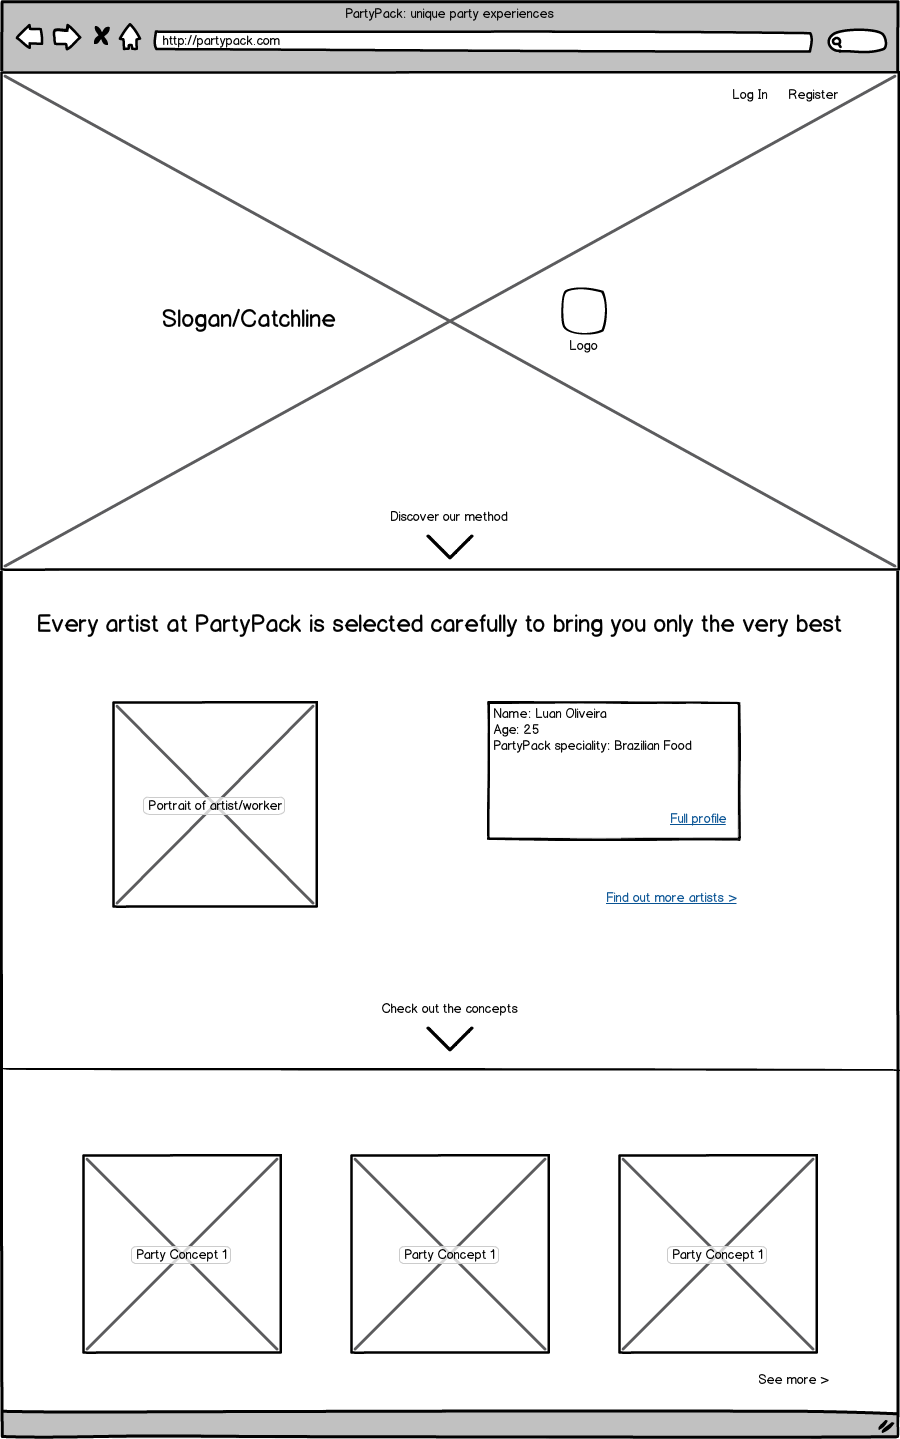 PartyPack: unique party experiences
http://partypack.com
Log In Register
Slogan/Catchline
Logo
Discover our method
Every artist at PartyPack is selected carefully to bring you only the very best
Portrait of artist/worker
Name: Luan Oliveira
Age: 25
PartyPack speciality: Brazilian Food
Full profile
Find out more artists >
Check out the concepts
Party Concept 1 Party Concept 1 Party Concept 1
See more >